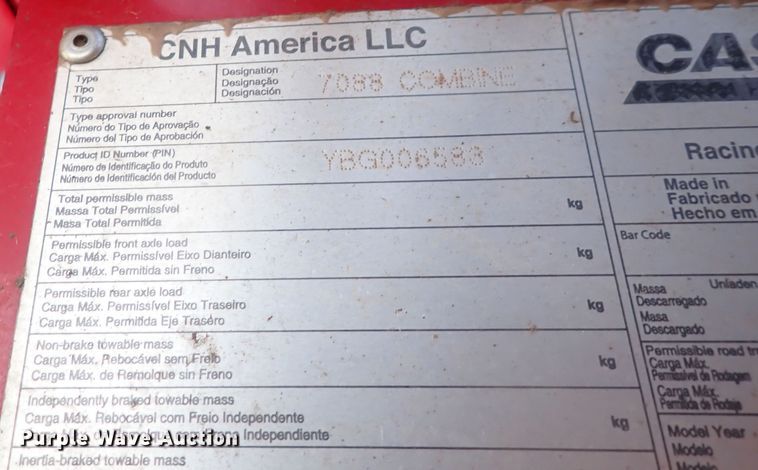 CNH America LLC
Type
Tipo
Tipo
Designation
Designação
Designación
7088 COMBINE
Type approval number
Número do Tipo de Aprovação
Número del Tipo de Aprobación
Product ID Number (PIN)
Número de Identificação do Produto
Número de Identificación del Producto
YBG006583
Total permissible mass
Massa Total Permissível
Masa Total Permitida
kg
Permissible front axle load
Carga Máx. Permissível Eixo Dianteiro
Carga Máx. Permitida sin Freno
kg
Permissible rear axle load
Carga Máx. Permissível Eixo Traseiro
Carga Máx. Permitida Eje Traséro
kg
Non-brake towable mass
Carga Máx. Rebocável sem Freio
Carga Máx. de Remolque sin Freno
kg
Independently braked towable mass
Carga Máx. Rebocável com Freio Independente
Independiente
kg
Inertia-braked towable mass
CAS
Racin
Made in
Fabricado
Hecho em
Bar Code
Massa Unladen
Descarregado
Masa
Descargado
Permissible road
Carga Máx.
Permissível de Rodagem
Carga Máx.
Permitida de Rodaje
Model Year
Modelo
Modelo
Purple Wave Auction